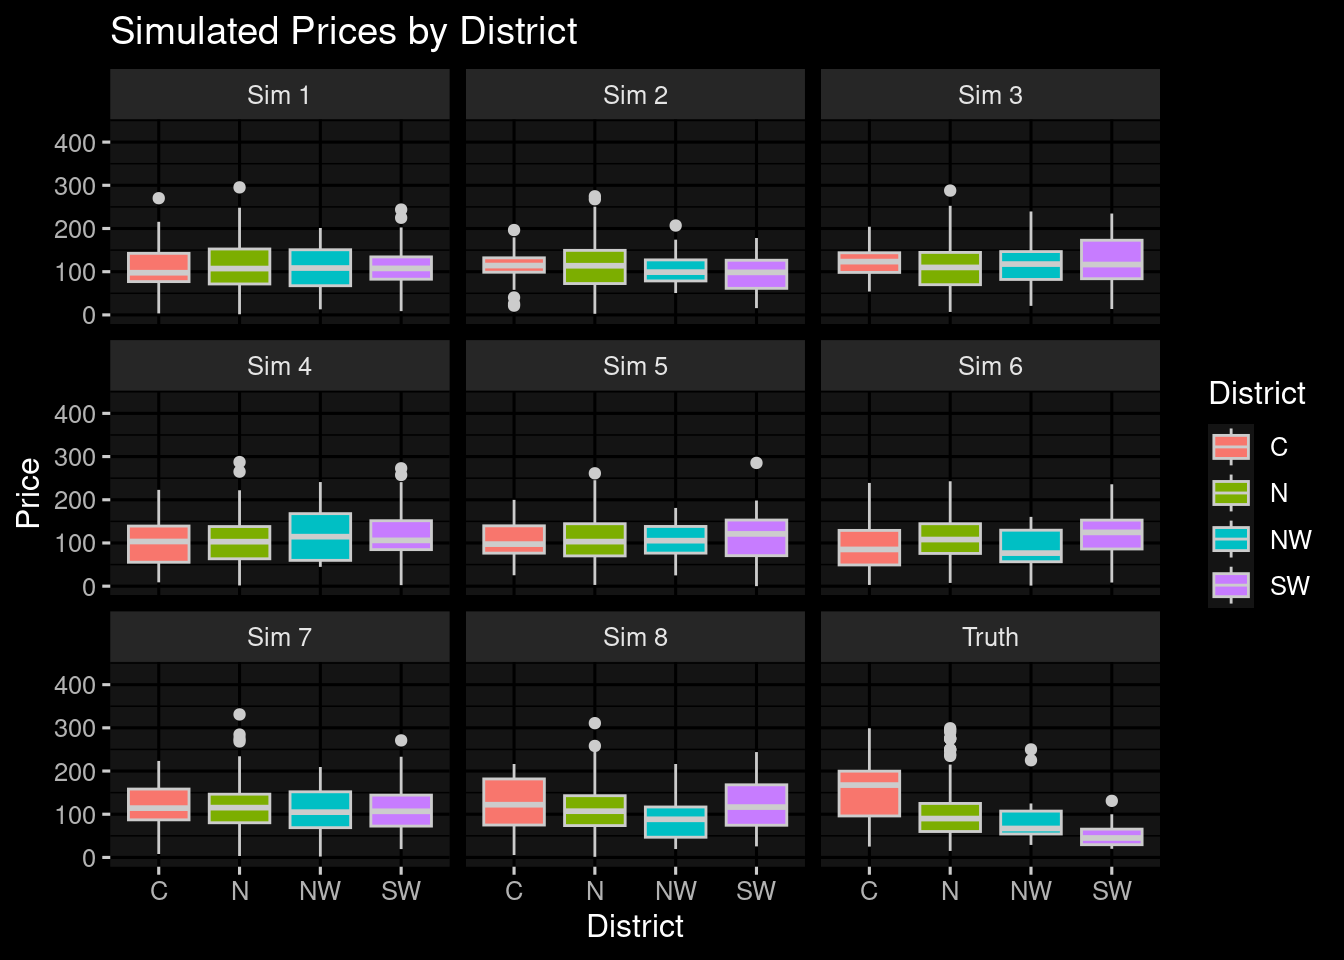 Simulated Prices by District
Sim 1 Sim 2 Sim 3
400
300
200
100
0
Sim 4 Sim 5 Sim 6
400
300
200
100
0
Sim 7 Sim 8 Truth
400
300
200
100
0
C N NW SW C N NW SW C N NW SW
District
Price
District
C
N
NW
SW